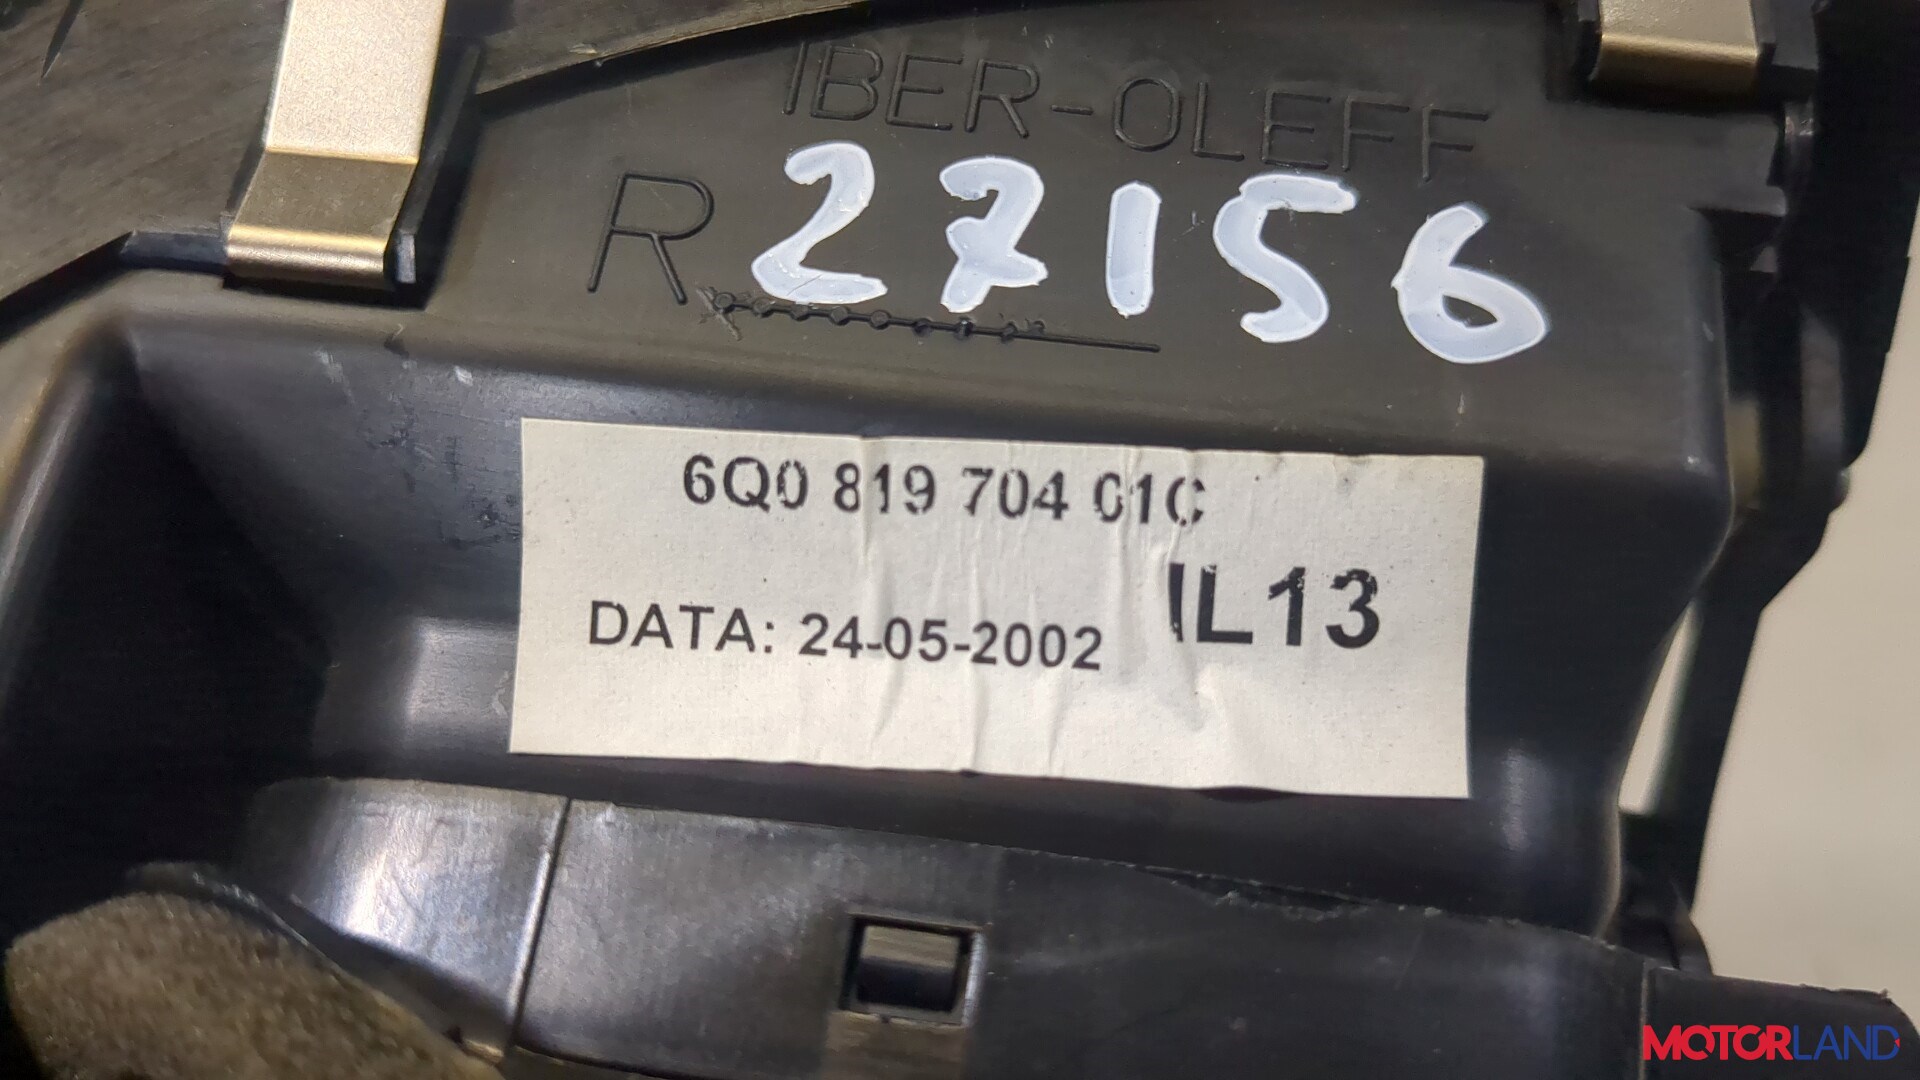 IBER-OLEFF
R 27156
6Q0 819 704 01C
IL13
DATA: 24-05-2002
MOTORLAND